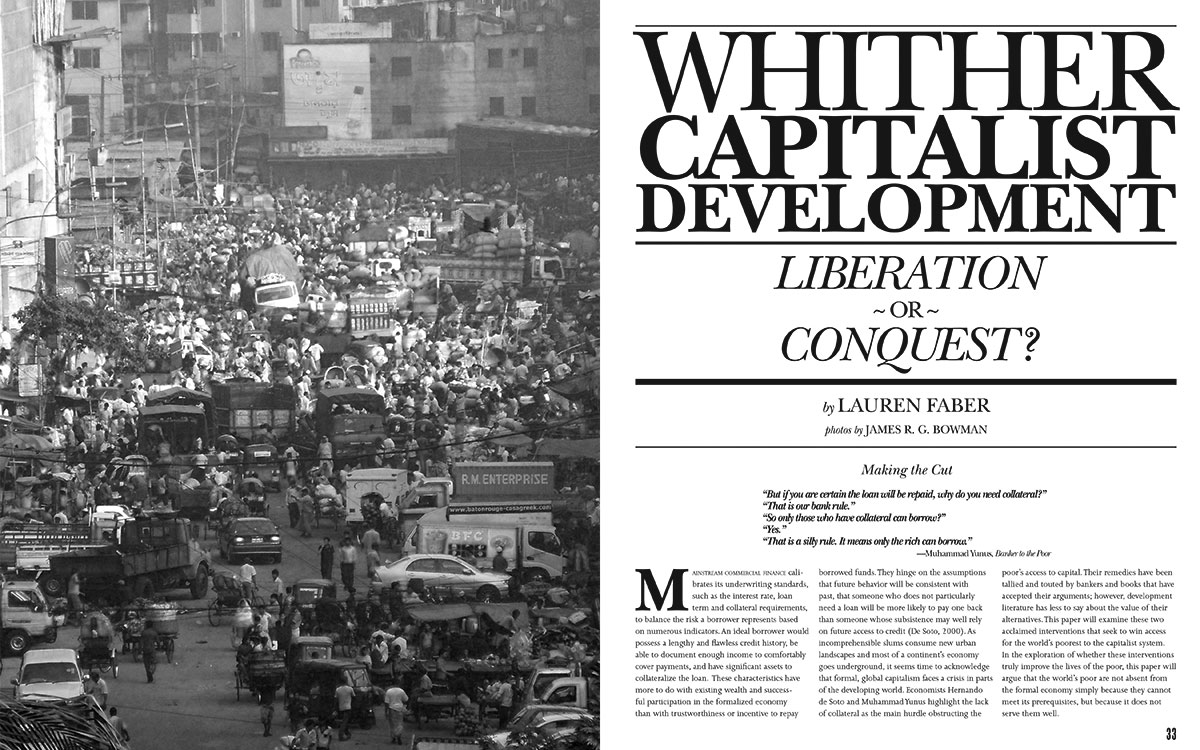 R.M. ENTERPRISE
www.batonrouge-casagreek.com
BFC
WHITHER
CAPITALIST
DEVELOPMENT
LIBERATION
~ OR ~
CONQUEST?
by LAUREN FABER
photos by JAMES R. G. BOWMAN
Making the Cut
“But if you are certain the loan will be repaid, why do you need collateral?”
“That is our bank rule.”
“So only those who have collateral can borrow?”
“Yes.”
“That is a silly rule. It means only the rich can borrow.”
—Muhammad Yunus, Banker to the Poor
MAINSTREAM COMMERCIAL FINANCE cali-
brates its underwriting standards,
such as the interest rate, loan
term and collateral requirements,
to balance the risk a borrower represents based
on numerous indicators. An ideal borrower would
possess a lengthy and flawless credit history, be
able to document enough income to comfortably
cover payments, and have significant assets to
collateralize the loan. These characteristics have
more to do with existing wealth and success-
ful participation in the formalized economy
than with trustworthiness or incentive to repay
borrowed funds. They hinge on the assumptions
that future behavior will be consistent with
past, that someone who does not particularly
need a loan will be more likely to pay one back
than someone whose subsistence may well rely
on future access to credit (De Soto, 2000). As
incomprehensible slums consume new urban
landscapes and most of a continent’s economy
goes underground, it seems time to acknowledge
that formal, global capitalism faces a crisis in parts
of the developing world. Economists Hernando
de Soto and Muhammad Yunus highlight the lack
of collateral as the main hurdle obstructing the
poor’s access to capital. Their remedies have been
tallied and touted by bankers and books that have
accepted their arguments; however, development
literature has less to say about the value of their
alternatives. This paper will examine these two
acclaimed interventions that seek to win access
for the world’s poorest to the capitalist system.
In the exploration of whether these interventions
truly improve the lives of the poor, this paper will
argue that the world’s poor are not absent from
the formal economy simply because they cannot
meet its prerequisites, but because it does not
serve them well.
33